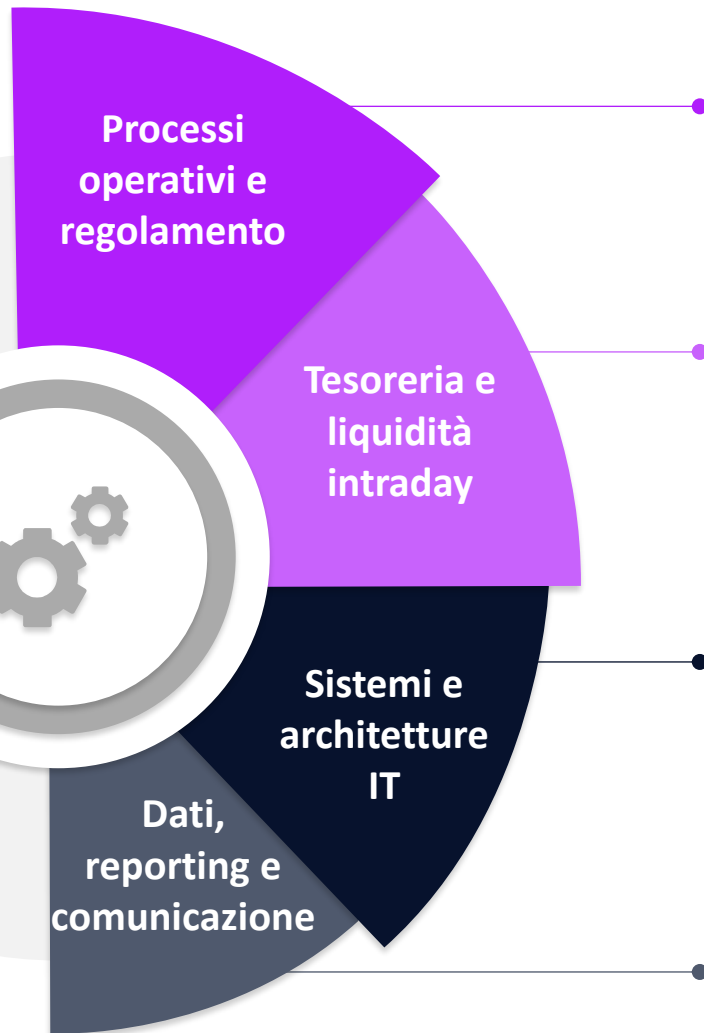 Processi
operativi e
regolamento
Tesoreria e
liquidità
intraday
Sistemi e
architetture
IT
Dati,
reporting e
comunicazione